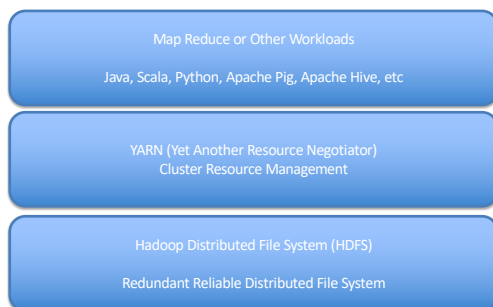 Map Reduce or Other Workloads
Java, Scala, Python, Apache Pig, Apache Hive, etc
YARN (Yet Another Resource Negotiator)
Cluster Resource Management
Hadoop Distributed File System (HDFS)
Redundant Reliable Distributed File System